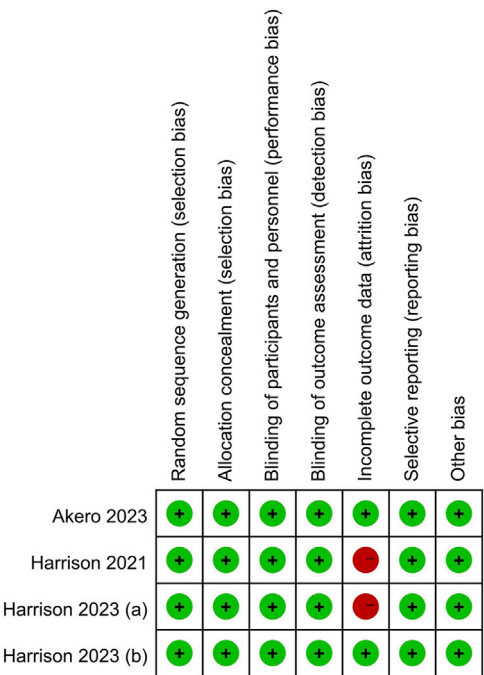 Random sequence generation (selection bias)
Allocation concealment (selection bias)
Blinding of participants and personnel (performance bias)
Blinding of outcome assessment (detection bias)
Incomplete outcome data (attrition bias)
Selective reporting (reporting bias)
Other bias
Akero 2023 + + + + + + +
Harrison 2021 + + + + – + +
Harrison 2023 (a) + + + + – + +
Harrison 2023 (b) + + + + + + +